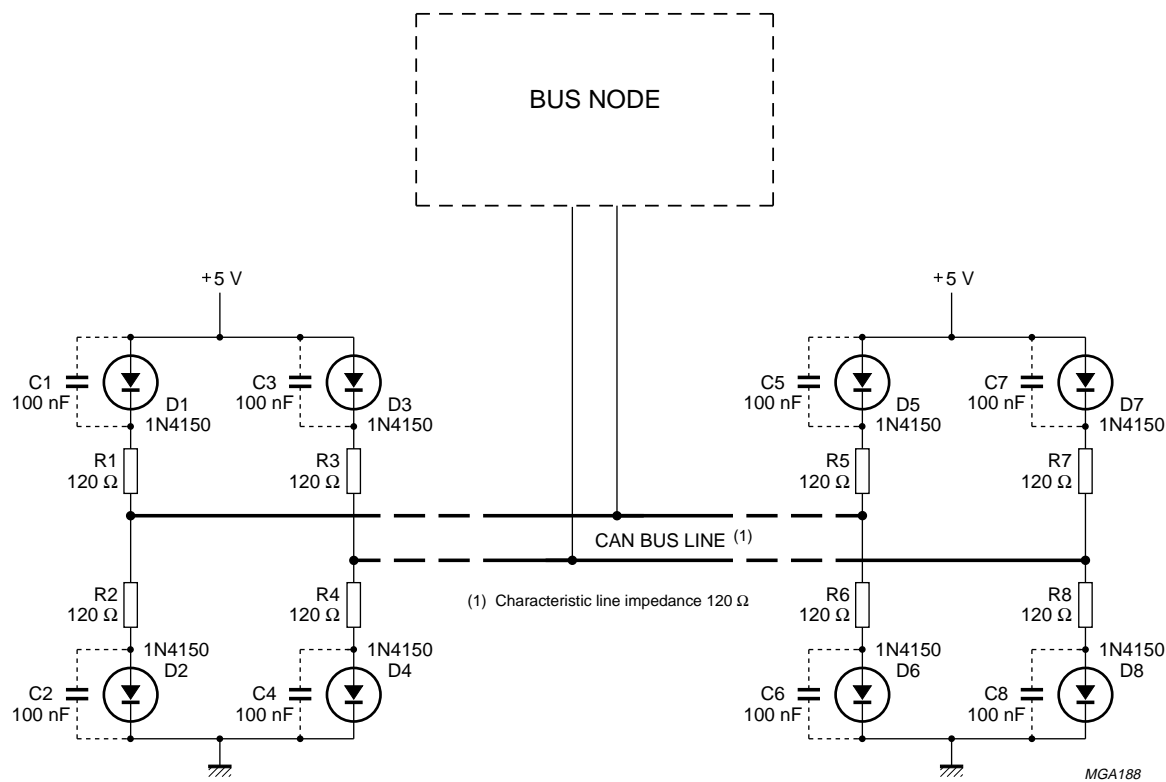 BUS NODE
+5 V
+5 V
C1
100 nF
D1
1N4150
C3
100 nF
D3
1N4150
C5
100 nF
D5
1N4150
C7
100 nF
D7
1N4150
R1
120 Ω
R3
120 Ω
R5
120 Ω
R7
120 Ω
CAN BUS LINE (1)
R2
120 Ω
R4
120 Ω
(1) Characteristic line impedance 120 Ω
R6
120 Ω
R8
120 Ω
1N4150
D2
C2
100 nF
1N4150
D4
C4
100 nF
1N4150
D6
C6
100 nF
1N4150
D8
C8
100 nF
MGA188